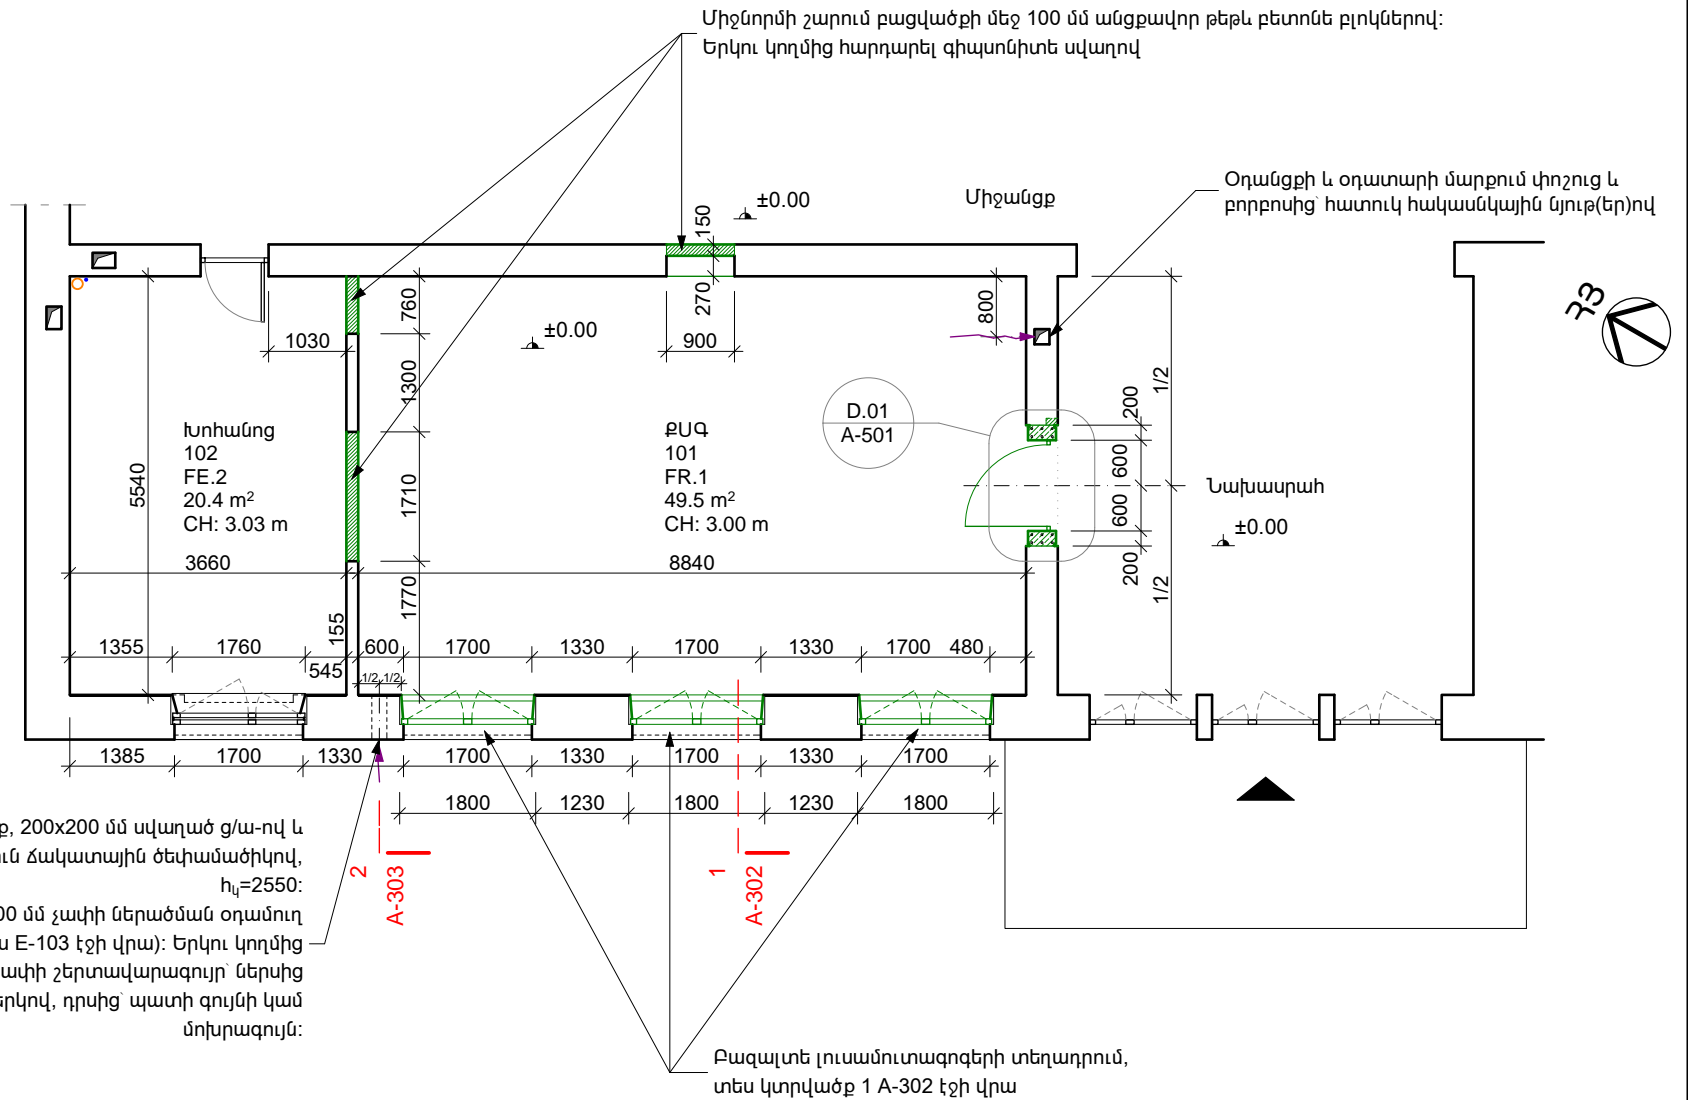 Միջնորմի շարում բացվածքի մեջ 100 մմ անցքավոր թեթև բետոնե բլոկներով:
Երկու կողմից հարդարել գիպսոնիտե սվաղով
Օդանցքի և օդատարի մաքրում փոշուց և
բորբոսից՝ հատուկ հակասնկային նյութ(եր)ով
Միջանցք
±0.00
150
270
900
800
ՀՅ
760
1030
±0.00
1300
1/2
200
D.01
A-501
Խոհանոց
102
FE.2
20.4 m²
CH: 3.03 m
ՔՍԳ
101
FR.1
49.5 m²
CH: 3.00 m
5540
1710
600
600
Նախասրահ
±0.00
3660
8840
200
1/2
1770
155
1355
1760
545
600
1700
1330
1700
1330
1700
480
1/2
1/2
1385
1700
1330
1700
1330
1700
1330
1700
1800
1230
1800
1230
1800
2
A-303
1
A-302
ք, 200x200 մմ սվաղած ց/ա-ով և
ւն ճակատային ծեփամածիկով,
hկ=2550:
00 մմ չափի ներածման օդամուղ
ս E-103 էջի վրա): Երկու կողմից
ափի շերտավարագույր՝ ներսից
երկով, դրսից՝ պատի գույնի կամ
մոխրագույն:
Բազալտե լուսամուտագոգերի տեղադրում,
տես կտրվածք 1 A-302 էջի վրա